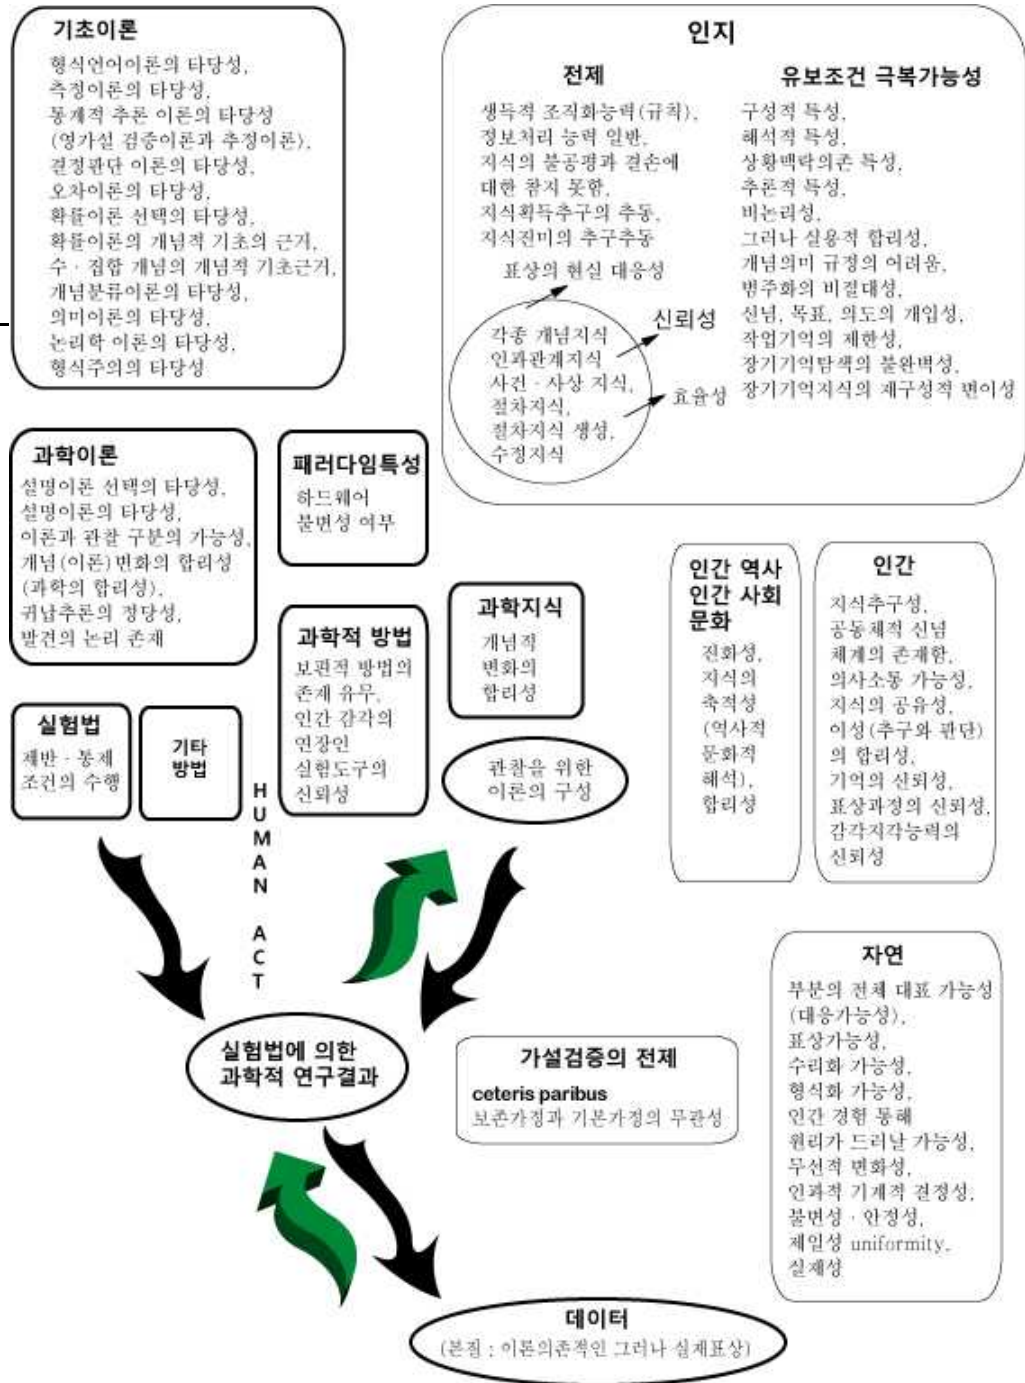 기초이론
형식언어이론의 타당성,
측정이론의 타당성,
통계적 추론 이론의 타당성
(영가설 검증이론과 추정이론),
결정판단 이론의 타당성,
오차이론의 타당성,
확률이론 선택의 타당성,
확률이론의 개념적 기초의 근거,
수·집합 개념의 개념적 기초근거,
개념분류이론의 타당성,
의미이론의 타당성,
논리학 이론의 타당성,
형식주의의 타당성
인지
전제
생득적 조직화능력(규칙),
정보처리 능력 일반,
지식의 불공평과 결손에
대한 참지 못함,
지식획득추구의 추동,
지식진미의 추구추동
표상의 현실 대응성
각종 개념지식
인과관계지식
사건·사상 지식,
절차지식,
절차지식 생성,
수정지식
신뢰성
효율성
유보조건 극복가능성
구성적 특성,
해석적 특성,
상황맥락의존 특성,
추론적 특성,
비논리성,
그러나 실용적 합리성,
개념의미 규정의 어려움,
범주화의 비절대성,
신념, 목표, 의도의 개입성,
작업기억의 제한성,
장기기억탐색의 불완벽성,
장기기억지식의 재구성적 변이성
과학이론
설명이론 선택의 타당성,
설명이론의 타당성,
이론과 관찰 구분의 가능성,
개념(이론)변화의 합리성
(과학의 합리성),
귀납추론의 정당성,
발견의 논리 존재
패러다임특성
하드웨어
불변성 여부
과학적 방법
보편적 방법의
존재 유무,
인간 감각의
연장인
실험도구의
신뢰성
과학지식
개념적
변화의
합리성
인간 역사
인간 사회
문화
진화성,
지식의
축적성
(역사적
문화적
해석),
합리성
인간
지식추구성,
공동체적 신념
체계의 존재함,
의사소통 가능성,
지식의 공유성,
이성(추구와 판단)
의 합리성,
기억의 신뢰성,
표상과정의 신뢰성,
감각지각능력의
신뢰성
실험법
제반·통제
조건의 수행
기타
방법
HUMAN ACT
관찰을 위한
이론의 구성
자연
부분의 전체 대표 가능성
(대응가능성),
표상가능성,
수리화 가능성,
형식화 가능성,
인간 경험 통해
원리가 드러날 가능성,
무선적 변화성,
인과적 기계적 결정성,
불변성·안정성,
제일성 uniformity,
실재성
실험법에 의한
과학적 연구결과
가설검증의 전제
ceteris paribus
보존가정과 기본가정의 무관성
데이터
(본질 : 이론의존적인 그러나 실재표상)